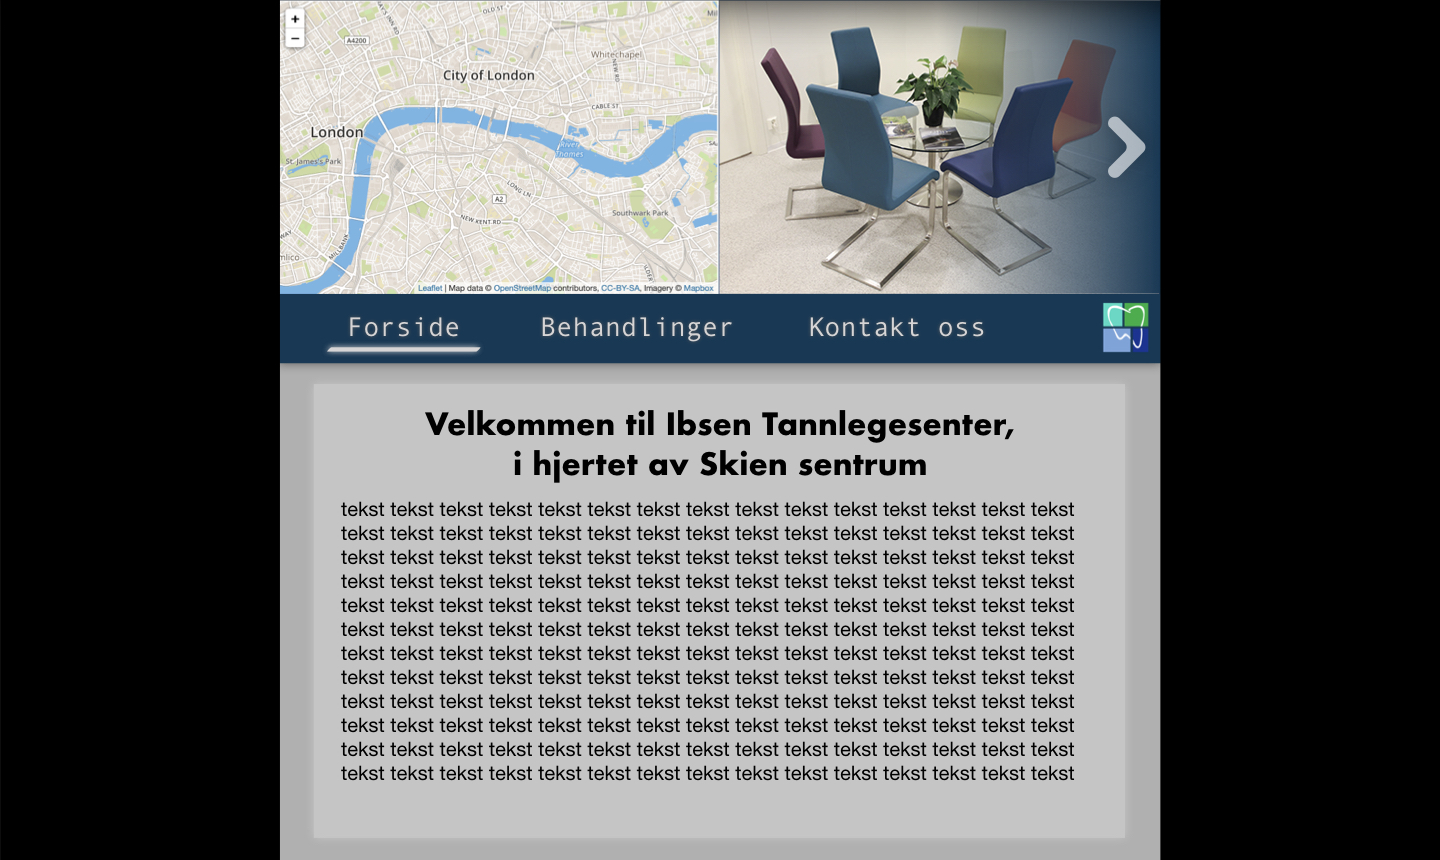 +
−
A4200
OLD ST
Whitechapel
NEW RD
City of London
CABLE ST.
London
River
Thames
St. James's Park
LONG LN
A2
NEW KENT RD
Southwark Park
MILLBANK
Leaflet | Map data © OpenStreetMap contributors, CC-BY-SA, Imagery © Mapbox
Forside Behandlinger Kontakt oss
Velkommen til Ibsen Tannlegesenter,
i hjertet av Skien sentrum
tekst tekst tekst tekst tekst tekst tekst tekst tekst tekst tekst tekst tekst tekst tekst
tekst tekst tekst tekst tekst tekst tekst tekst tekst tekst tekst tekst tekst tekst tekst
tekst tekst tekst tekst tekst tekst tekst tekst tekst tekst tekst tekst tekst tekst tekst
tekst tekst tekst tekst tekst tekst tekst tekst tekst tekst tekst tekst tekst tekst tekst
tekst tekst tekst tekst tekst tekst tekst tekst tekst tekst tekst tekst tekst tekst tekst
tekst tekst tekst tekst tekst tekst tekst tekst tekst tekst tekst tekst tekst tekst tekst
tekst tekst tekst tekst tekst tekst tekst tekst tekst tekst tekst tekst tekst tekst tekst
tekst tekst tekst tekst tekst tekst tekst tekst tekst tekst tekst tekst tekst tekst tekst
tekst tekst tekst tekst tekst tekst tekst tekst tekst tekst tekst tekst tekst tekst tekst
tekst tekst tekst tekst tekst tekst tekst tekst tekst tekst tekst tekst tekst tekst tekst
tekst tekst tekst tekst tekst tekst tekst tekst tekst tekst tekst tekst tekst tekst tekst
tekst tekst tekst tekst tekst tekst tekst tekst tekst tekst tekst tekst tekst tekst tekst